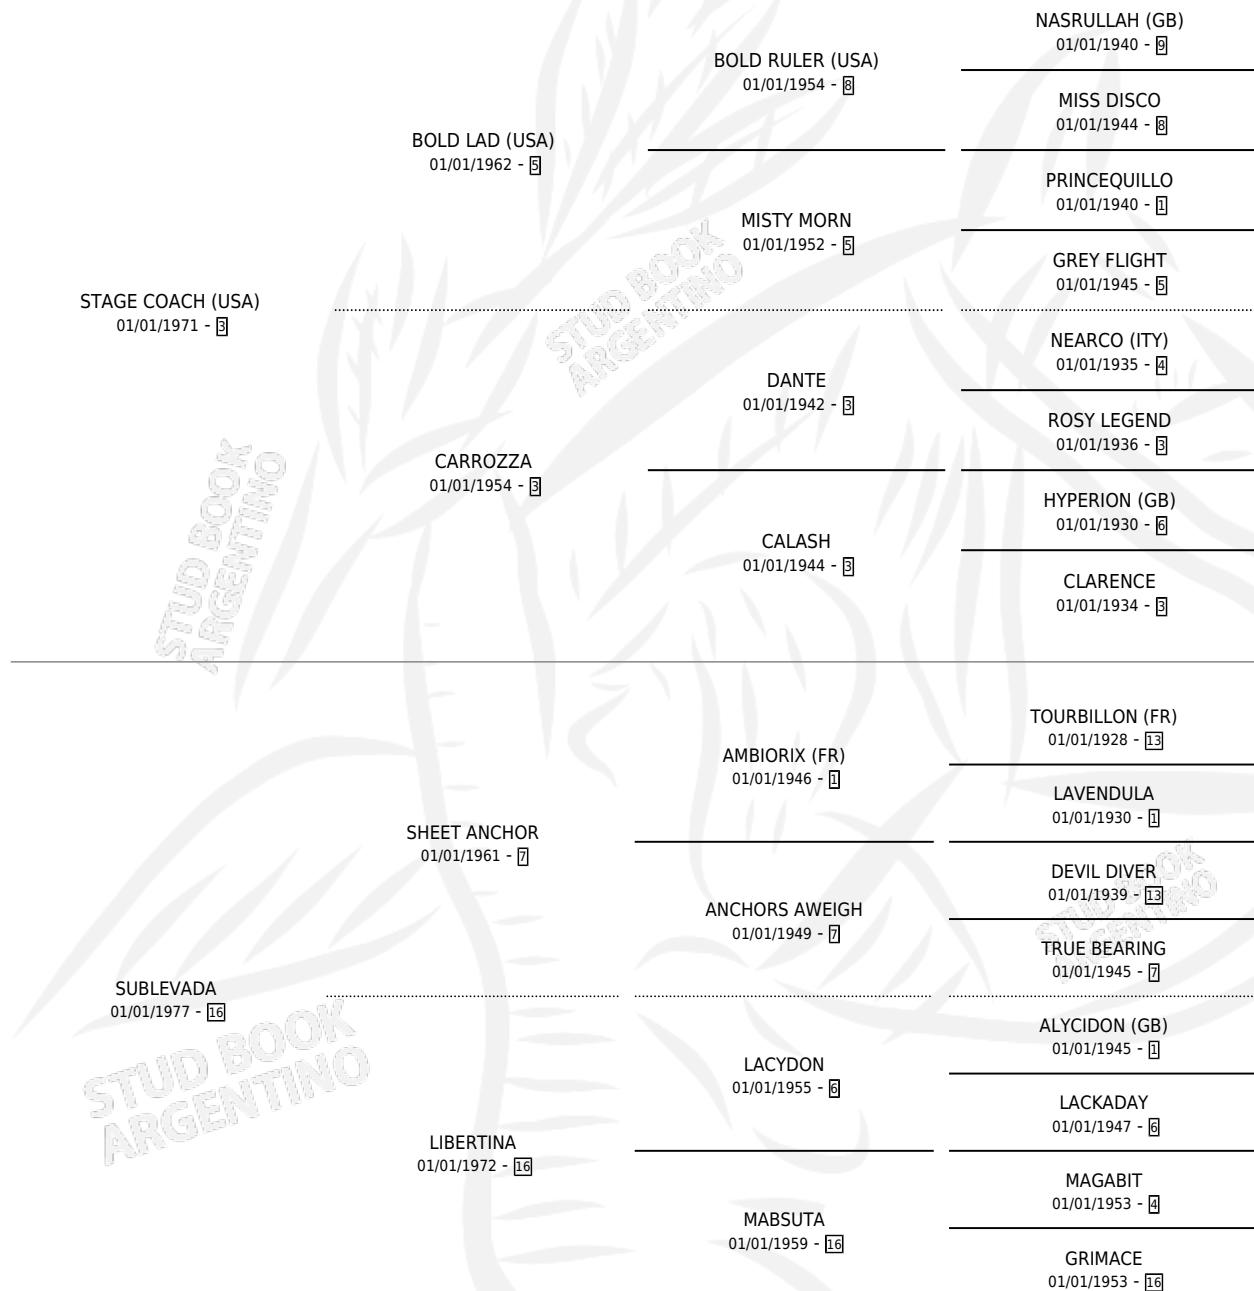 NASRULLAH (GB)
01/01/1940 - 9
BOLD RULER (USA)
01/01/1954 - 8
MISS DISCO
01/01/1944 - 8
BOLD LAD (USA)
01/01/1962 - 5
PRINCEQUILLO
01/01/1940 - 1
MISTY MORN
01/01/1952 - 5
GREY FLIGHT
01/01/1945 - 5
STAGE COACH (USA)
01/01/1971 - 3
NEARCO (ITY)
01/01/1935 - 4
DANTE
01/01/1942 - 3
ROSY LEGEND
01/01/1936 - 3
CARROZZA
01/01/1954 - 3
HYPERION (GB)
01/01/1930 - 6
CALASH
01/01/1944 - 3
CLARENCE
01/01/1934 - 3
TOURBILLON (FR)
01/01/1928 - 13
AMBIORIX (FR)
01/01/1946 - 1
LAVENDULA
01/01/1930 - 1
SHEET ANCHOR
01/01/1961 - 7
DEVIL DIVER
01/01/1939 - 13
ANCHORS AWEIGH
01/01/1949 - 7
TRUE BEARING
01/01/1945 - 7
SUBLEVADA
01/01/1977 - 16
ALYCIDON (GB)
01/01/1945 - 1
LACYDON
01/01/1955 - 6
LACKADAY
01/01/1947 - 6
LIBERTINA
01/01/1972 - 16
MAGABIT
01/01/1953 - 4
MABSUTA
01/01/1959 - 16
GRIMACE
01/01/1953 - 16
STUD BOOK
ARGENTINO
STUD BOOK
ARGENTINO
STUD BOOK
ARGENTINO
STUD BOOK
ARGENTINO